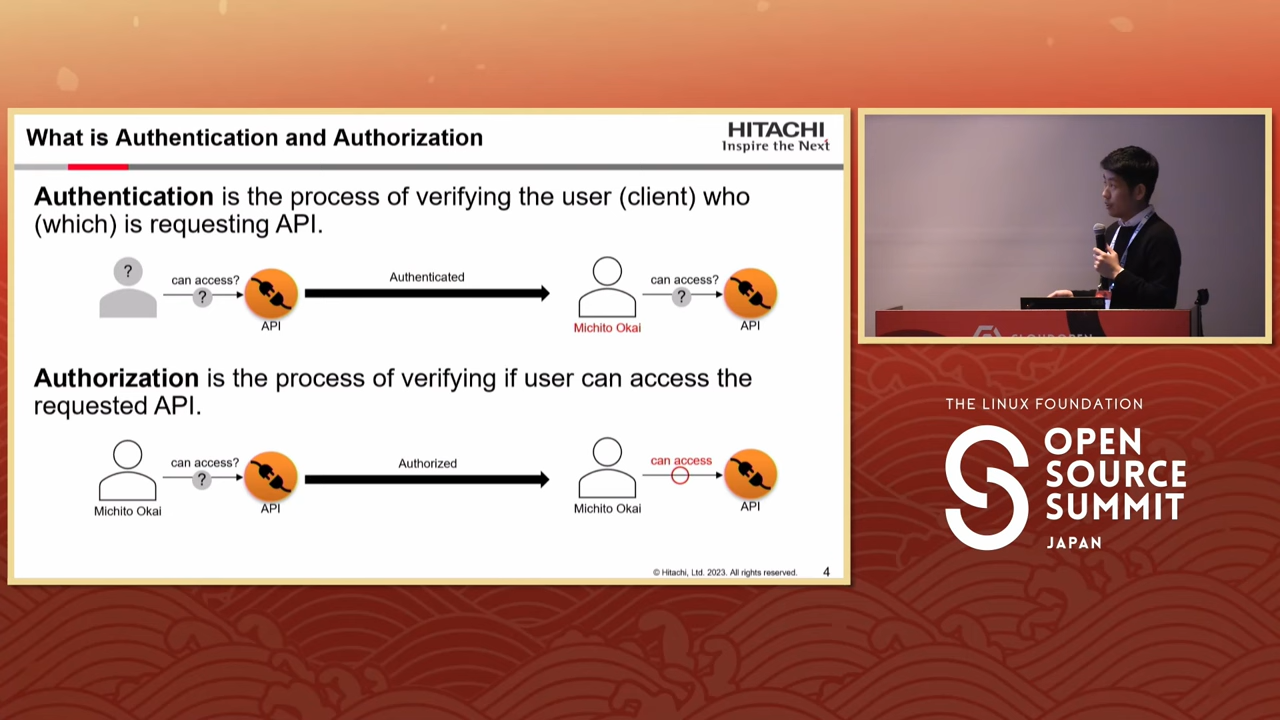 What is Authentication and Authorization
HITACHI
Inspire the Next
Authentication is the process of verifying the user (client) who
(which) is requesting API.
?
can access?
?
API
Authenticated
Michito Okai
can access?
?
API
Authorization is the process of verifying if user can access the
requested API.
can access?
?
Michito Okai
API
Authorized
can access
Michito Okai
API
© Hitachi, Ltd. 2023. All rights reserved.
4
CLOUDOPEN
THE LINUX FOUNDATION
OPEN
SOURCE
SUMMIT
JAPAN